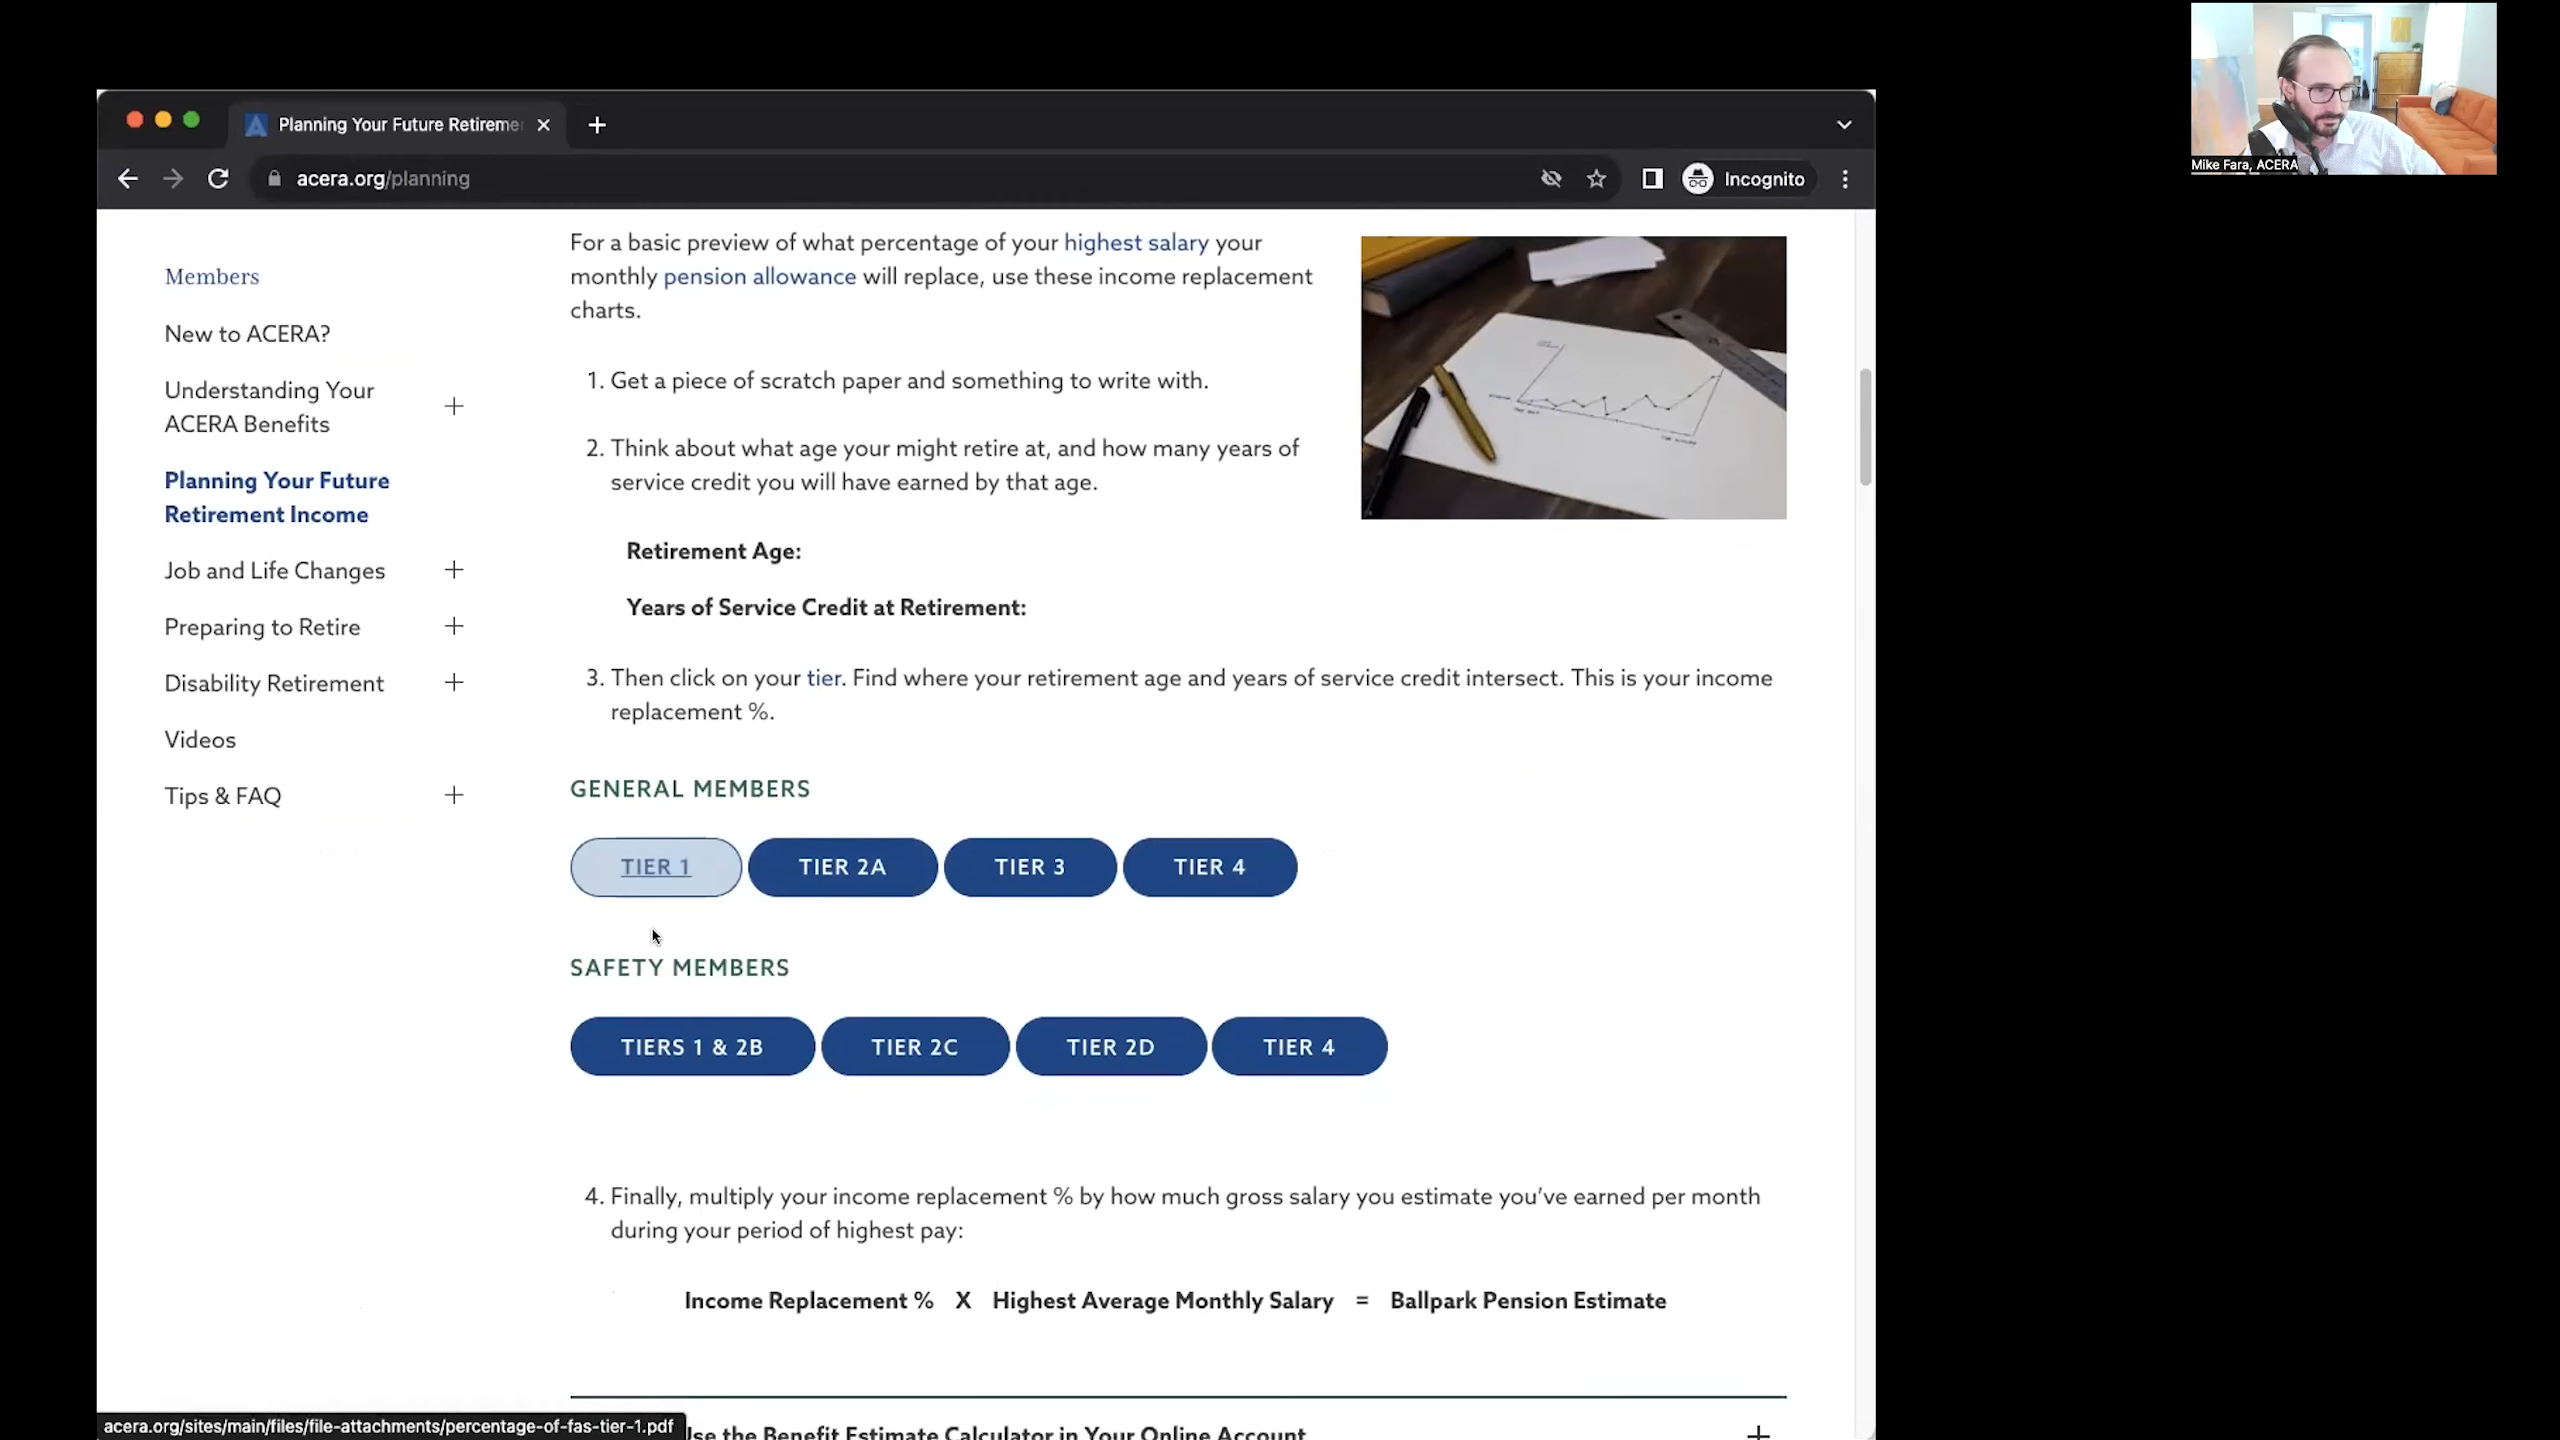 Mike Fara, ACERA
Planning Your Future Retireme
acera.org/planning
Incognito
Members
New to ACERA?
Understanding Your
ACERA Benefits
Planning Your Future
Retirement Income
Job and Life Changes
Preparing to Retire
Disability Retirement
Videos
Tips & FAQ
For a basic preview of what percentage of your highest salary your
monthly pension allowance will replace, use these income replacement
charts.
1. Get a piece of scratch paper and something to write with.
2. Think about what age your might retire at, and how many years of
service credit you will have earned by that age.
Retirement Age:
Years of Service Credit at Retirement:
3. Then click on your tier. Find where your retirement age and years of service credit intersect. This is your income
replacement %.
GENERAL MEMBERS
TIER 1 TIER 2A TIER 3 TIER 4
SAFETY MEMBERS
TIERS 1 & 2B TIER 2C TIER 2D TIER 4
4. Finally, multiply your income replacement % by how much gross salary you estimate you've earned per month
during your period of highest pay:
Income Replacement % X Highest Average Monthly Salary = Ballpark Pension Estimate
Use the Benefit Estimate Calculator in Your Online Account
acera.org/sites/main/files/file-attachments/percentage-of-fas-tier-1.pdf